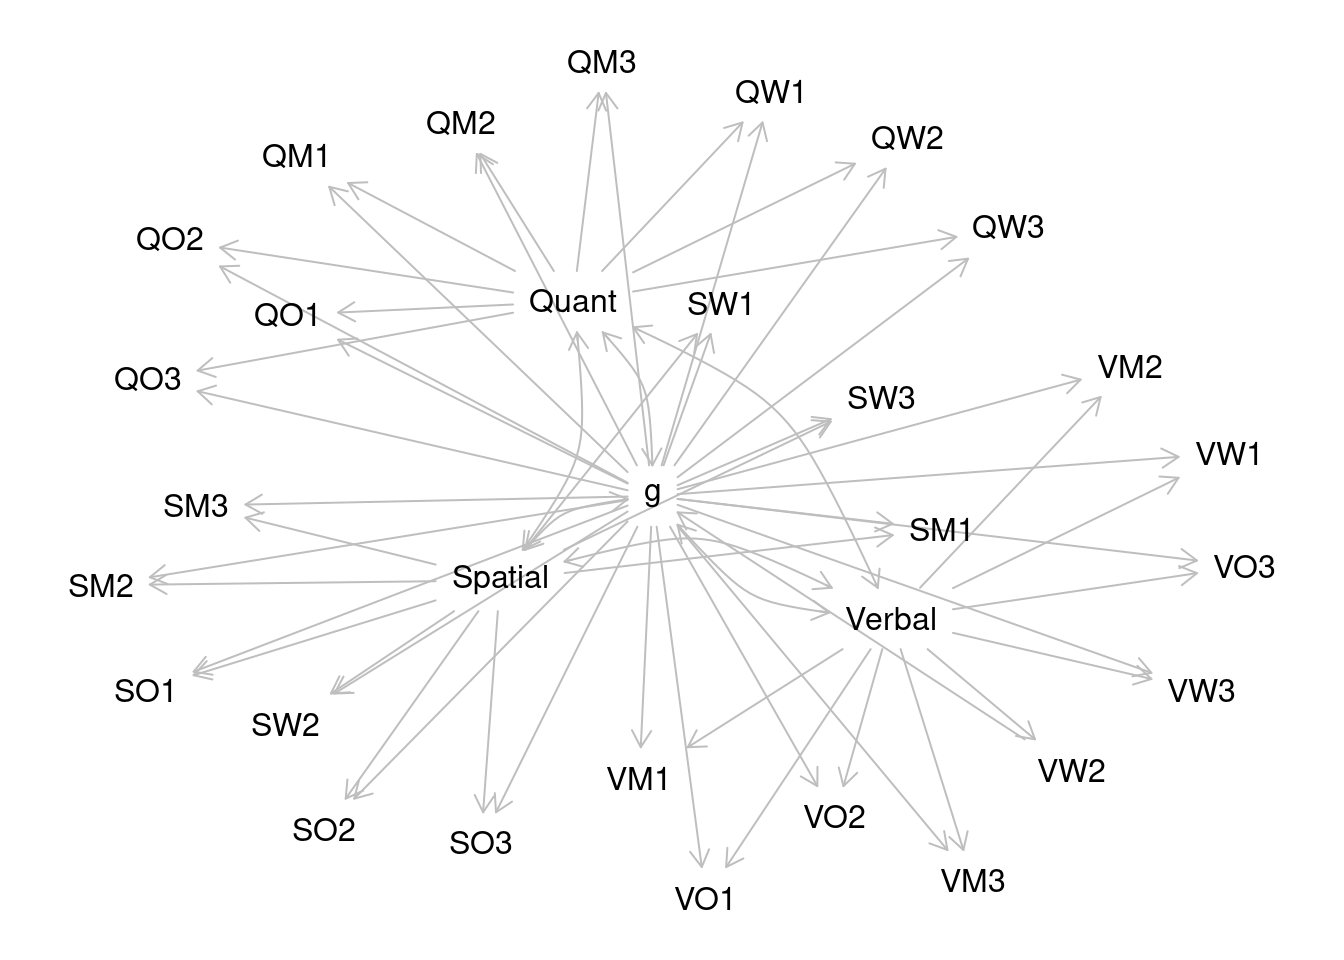 QM3
QW1
QM2
QW2
QM1
QW3
QO2
Quant
SW1
QO1
VM2
QO3
SW3
VW1
g
SM3
SM1
VO3
Spatial
SM2
Verbal
SO1
VW3
SW2
VW2
VM1
VO2
SO2
SO3
VM3
VO1